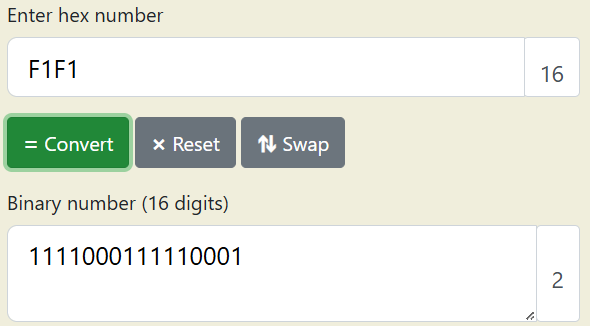 Enter hex number
F1F1
16
= Convert × Reset ⇅ Swap
Binary number (16 digits)
1111000111110001
2